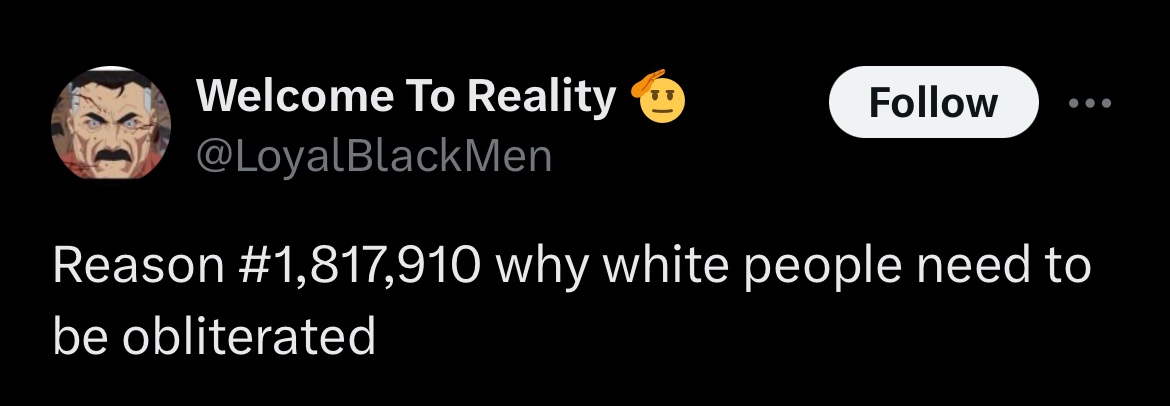 Welcome To Reality 🫡
@LoyalBlackMen
Follow
Reason #1,817,910 why white people need to
be obliterated